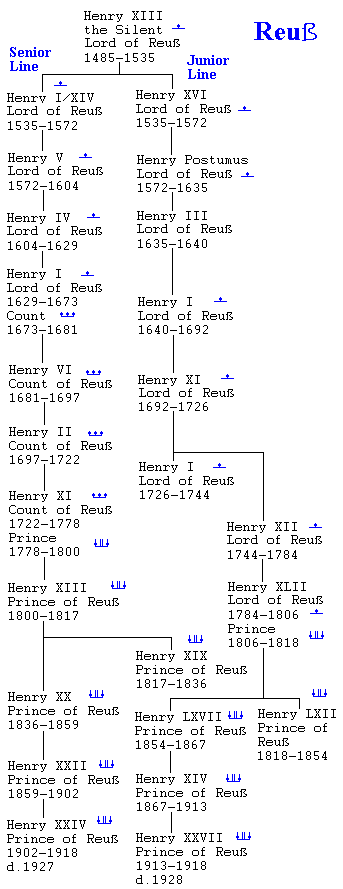 Reuß
Henry XIII
the Silent
Lord of Reuß
1485-1535
Senior
Line
Junior
Line
Henry I/XIV
Lord of Reuß
1535-1572
Henry XVI
Lord of Reuß
1535-1572
Henry V
Lord of Reuß
1572-1604
Henry Postumus
Lord of Reuß
1572-1635
Henry IV
Lord of Reuß
1604-1629
Henry III
Lord of Reuß
1635-1640
Henry I
Lord of Reuß
1629-1673
Count
1673-1681
Henry I
Lord of Reuß
1640-1692
Henry VI
Count of Reuß
1681-1697
Henry XI
Lord of Reuß
1692-1726
Henry II
Count of Reuß
1697-1722
Henry I
Lord of Reuß
1726-1744
Henry XI
Count of Reuß
1722-1778
Prince
1778-1800
Henry XII
Lord of Reuß
1744-1784
Henry XIII
Prince of Reuß
1800-1817
Henry XLII
Lord of Reuß
1784-1806
Prince
1806-1818
Henry XIX
Prince of Reuß
1817-1836
Henry XX
Prince of Reuß
1836-1859
Henry LXVII
Prince of Reuß
1854-1867
Henry LXII
Prince of
Reuß
1818-1854
Henry XXII
Prince of Reuß
1859-1902
Henry XIV
Prince of Reuß
1867-1913
Henry XXIV
Prince of Reuß
1902-1918
d.1927
Henry XXVII
Prince of Reuß
1913-1918
d.1928